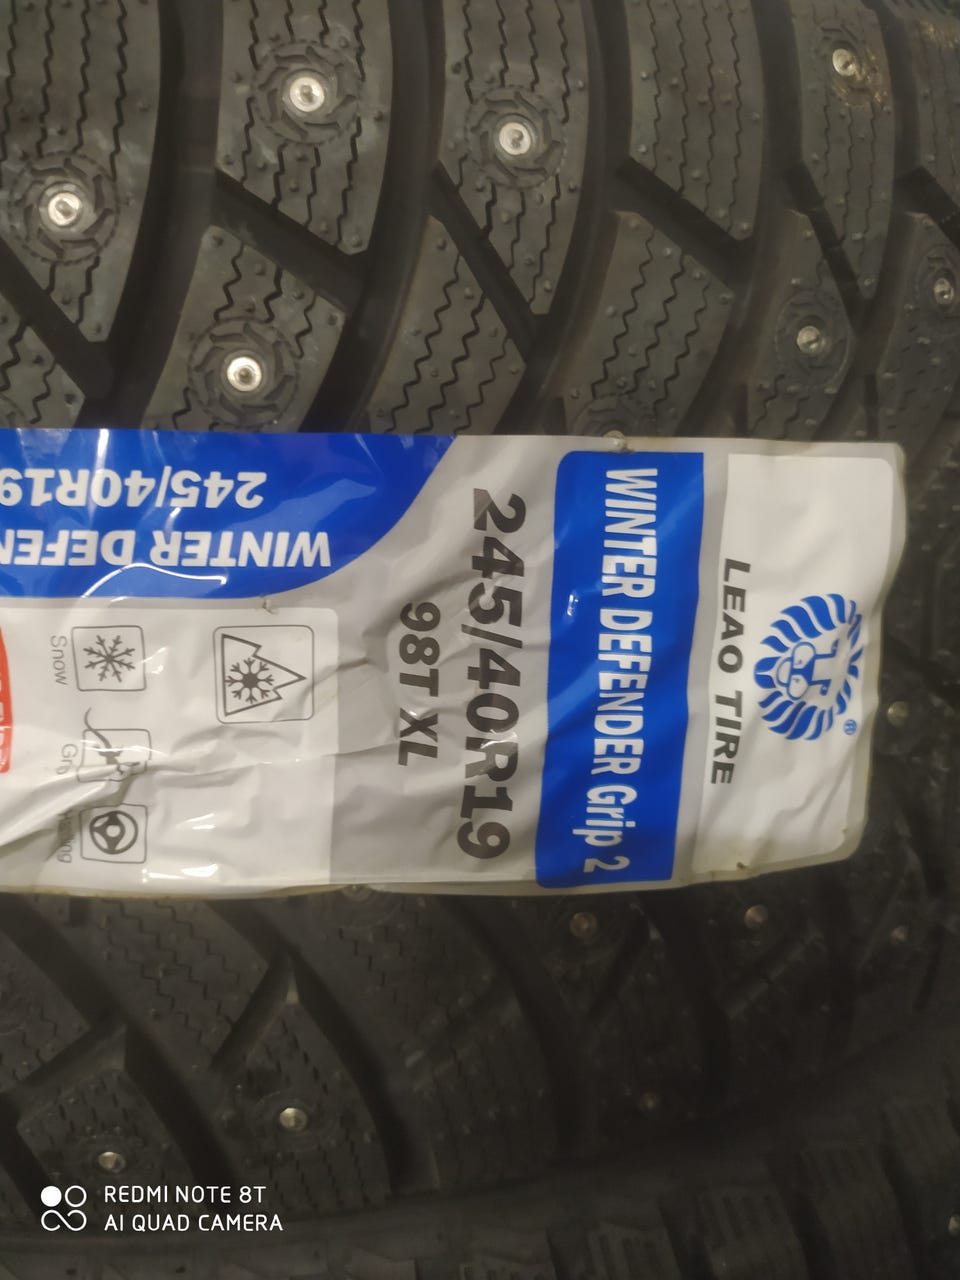 LEAO TIRE
®
WINTER DEFENDER Grip 2
245/40R19
98T XL
WINTER DEFEN
245/40R19
Snow
Grip
REDMI NOTE 8T
AI QUAD CAMERA